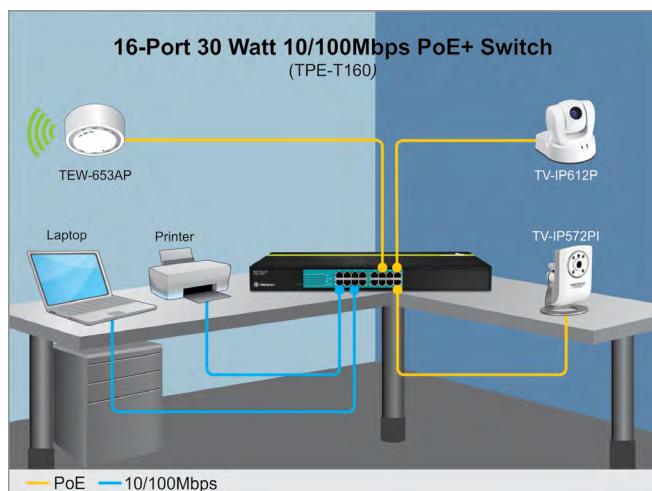 16-Port 30 Watt 10/100Mbps PoE+ Switch
(TPE-T160)
TEW-653AP
TV-IP612P
Laptop
Printer
TV-IP572PI
TRENDNET
PoE
10/100Mbps